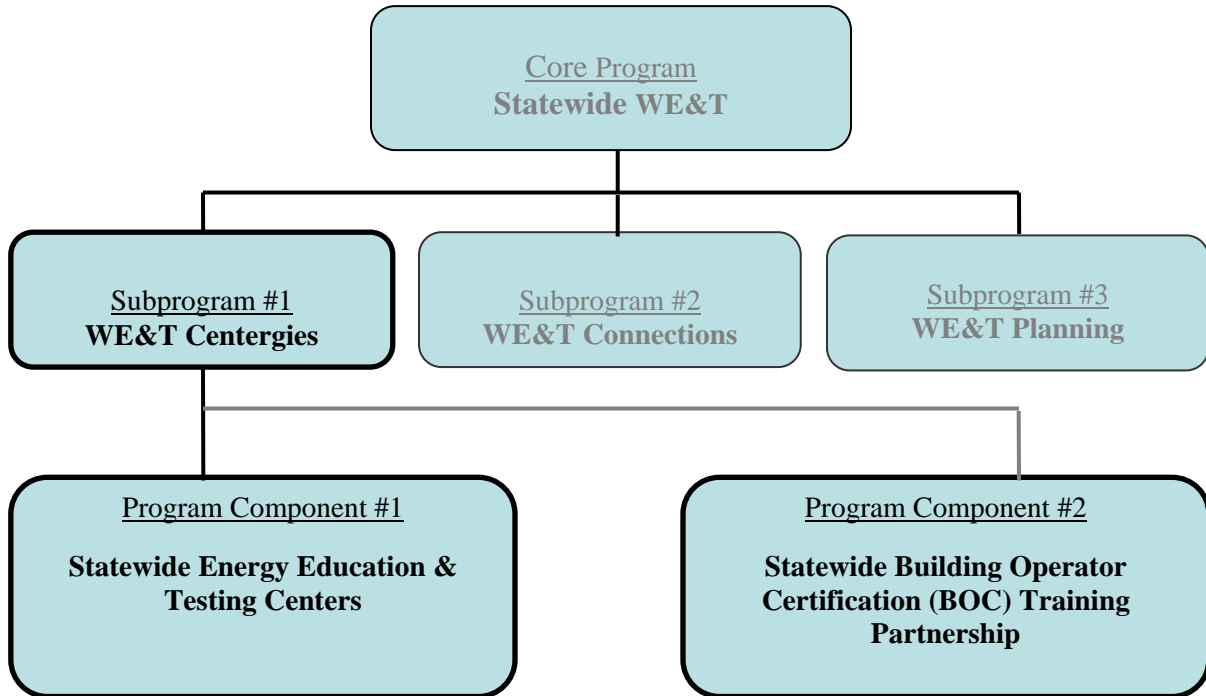 Core Program
Statewide WE&T
Subprogram #1
WE&T Centergies
Subprogram #2
WE&T Connections
Subprogram #3
WE&T Planning
Program Component #1
Statewide Energy Education &
Testing Centers
Program Component #2
Statewide Building Operator
Certification (BOC) Training
Partnership